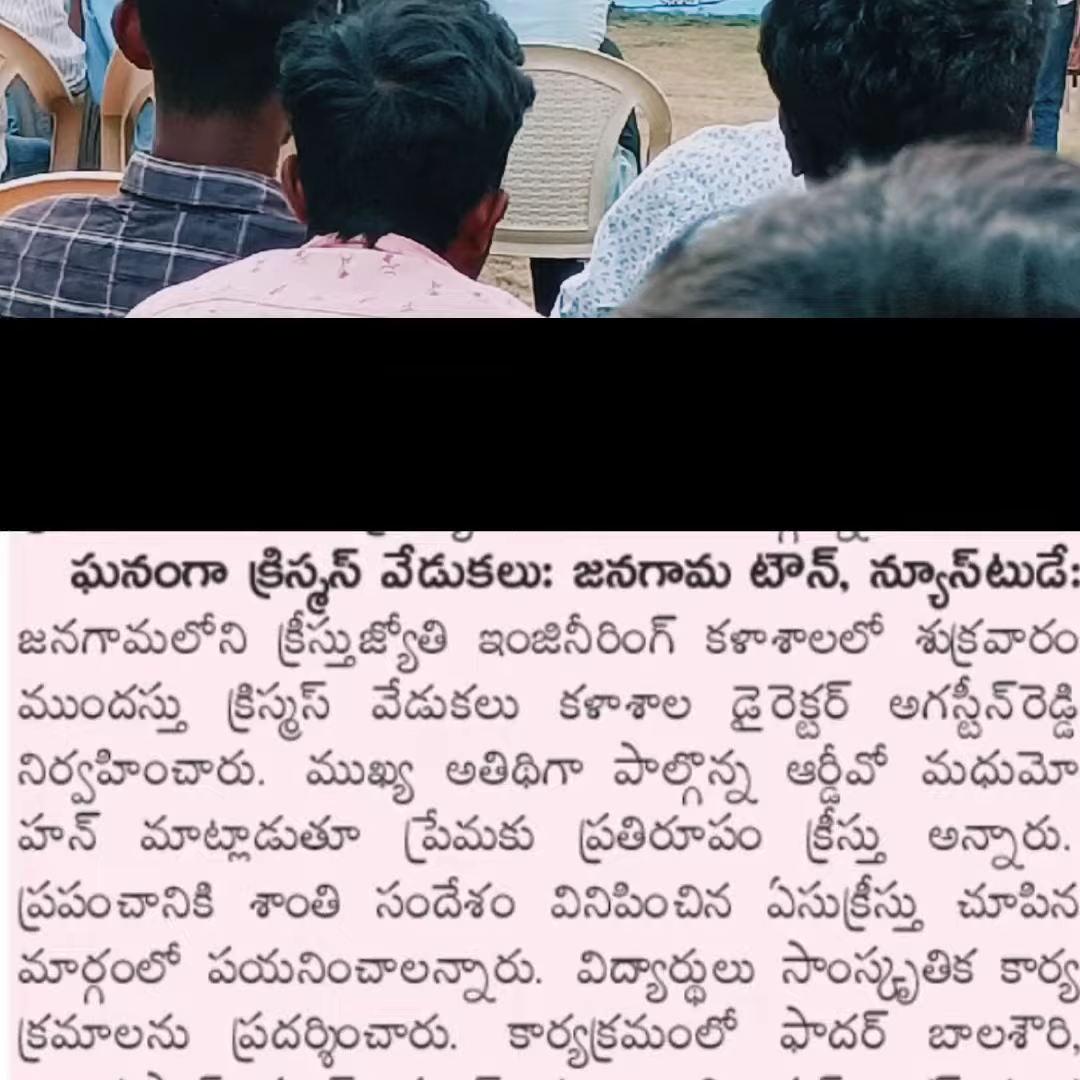 ఘనంగా క్రిస్మస్ వేడుకలు: జనగామ టౌన్, న్యూస్‌టుడే:
జనగామలోని క్రీస్తుజ్యోతి ఇంజినీరింగ్ కళాశాలలో శుక్రవారం
ముందస్తు క్రిస్మస్ వేడుకలు కళాశాల డైరెక్టర్ అగస్టీన్‌రెడ్డి
నిర్వహించారు. ముఖ్య అతిథిగా పాల్గొన్న ఆర్డీవో మధుమో
హన్ మాట్లాడుతూ ప్రేమకు ప్రతిరూపం క్రీస్తు అన్నారు.
ప్రపంచానికి శాంతి సందేశం వినిపించిన ఏసుక్రీస్తు చూపిన
మార్గంలో పయనించాలన్నారు. విద్యార్థులు సాంస్కృతిక కార్య
క్రమాలను ప్రదర్శించారు. కార్యక్రమంలో ఫాదర్ బాలశౌరి,